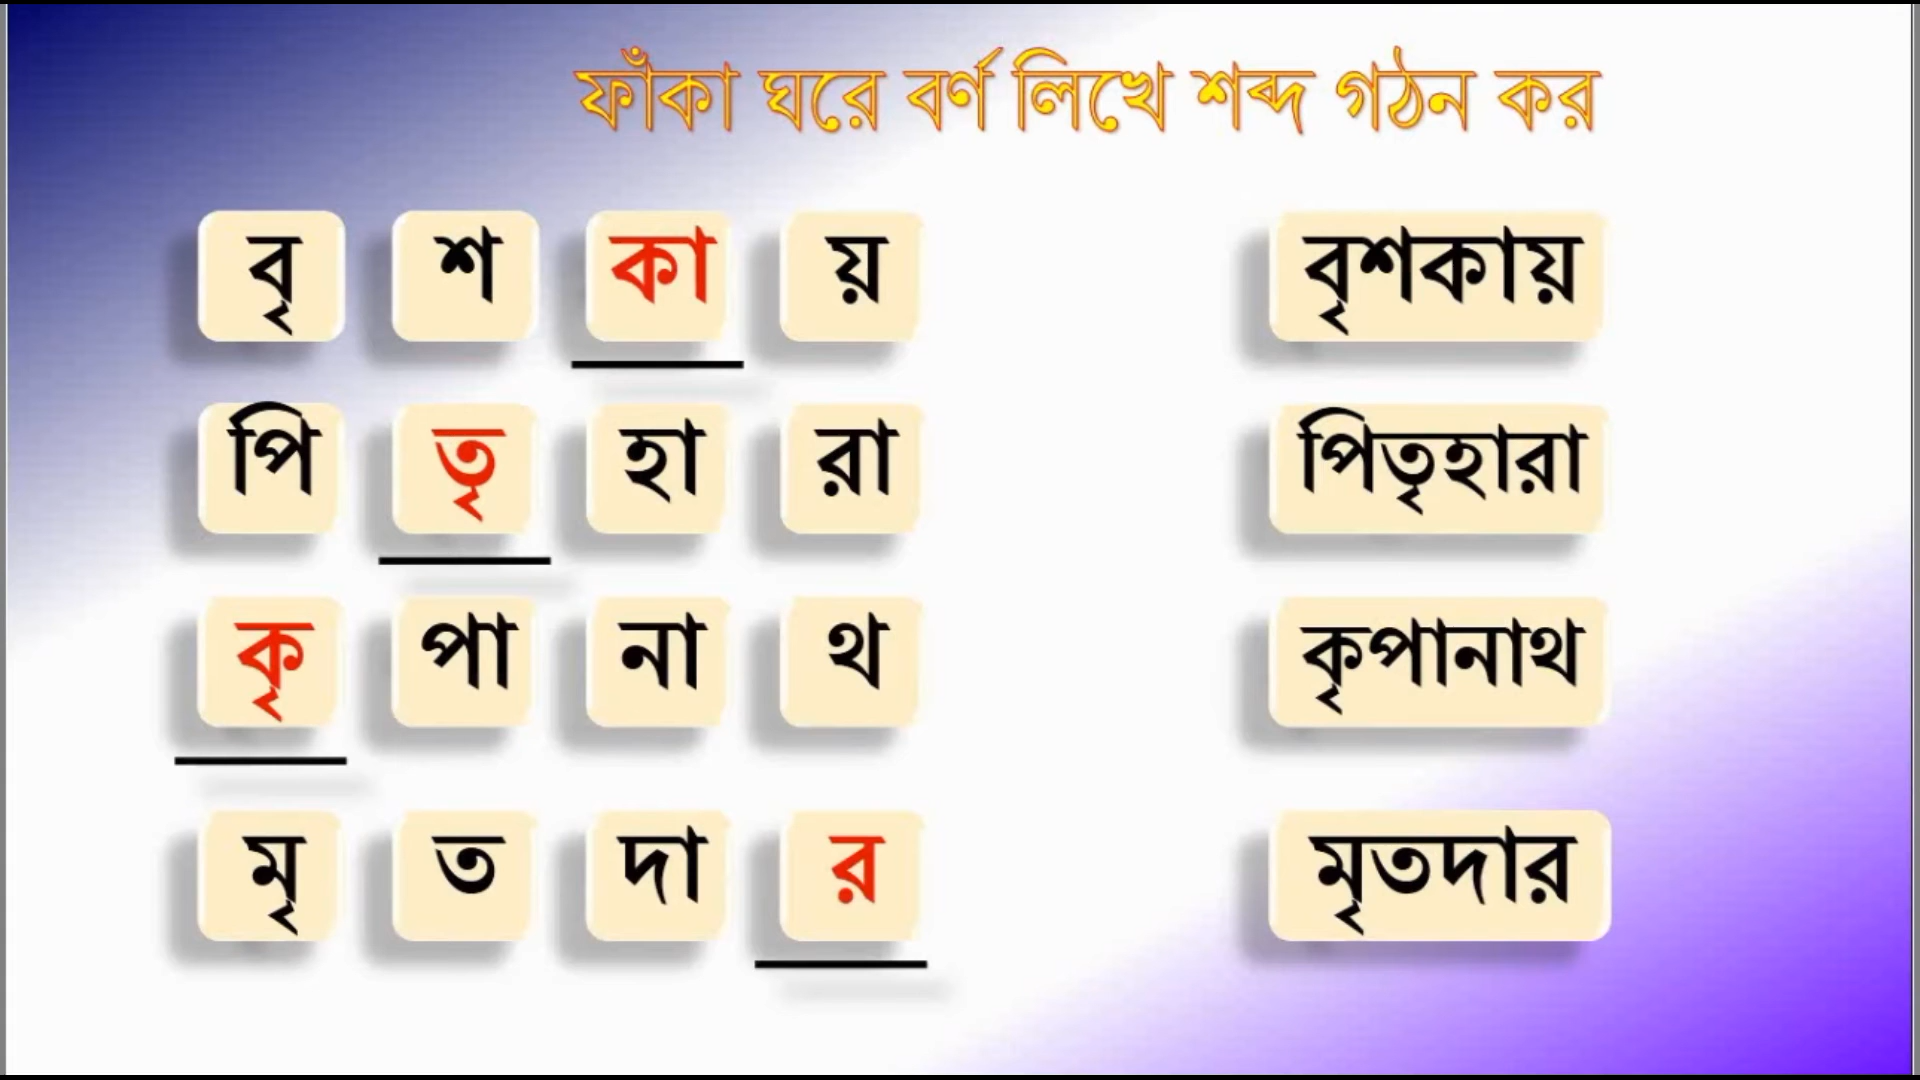 ফাঁকা ঘরে বর্ণ লিখে শব্দ গঠন কর
বৃ শ কা য় বৃশকায়
পি তৃ হা রা পিতৃহারা
কৃ পা না থ কৃপানাথ
মৃ ত দা র মৃতদার